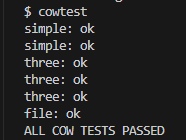 $ cowtest
simple: ok
simple: ok
three: ok
three: ok
three: ok
file: ok
ALL COW TESTS PASSED